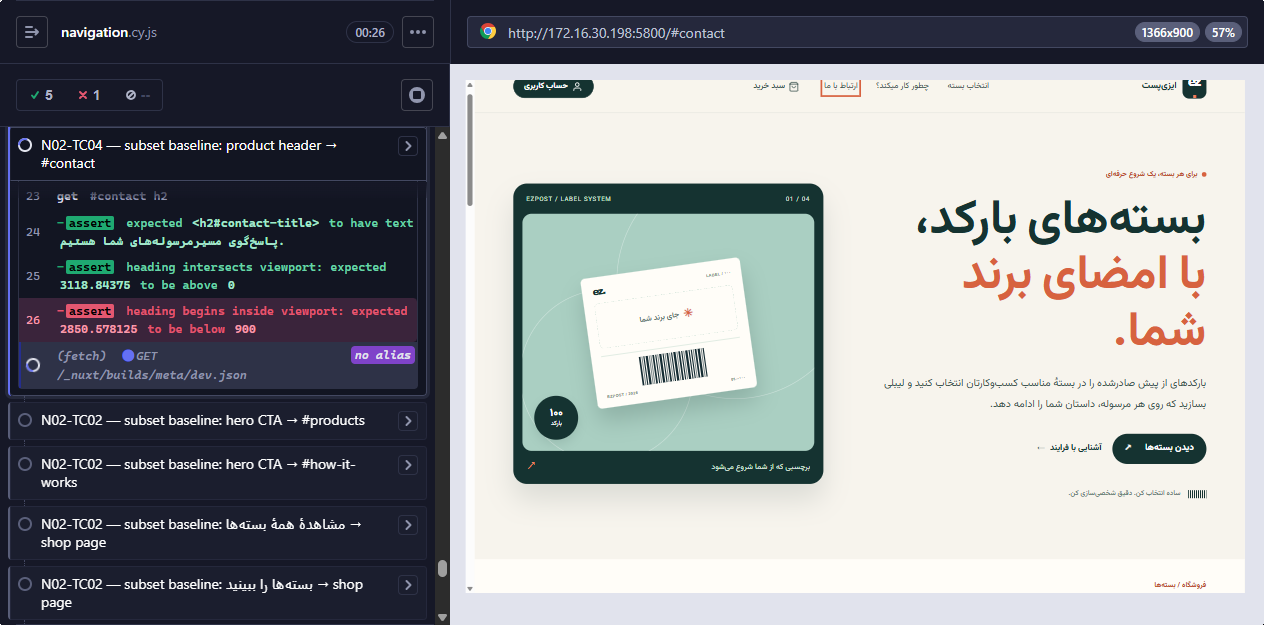 navigation.cy.js
00:26
5
1
--
N02-TC04 — subset baseline: product header →
#contact
23 get #contact h2
24 -assert expected <h2#contact-title> to have text
پاسخ‌گوی مسیرمرسوله‌های شما هستیم.
25 -assert heading intersects viewport: expected
3118.84375 to be above 0
26 -assert heading begins inside viewport: expected
2850.578125 to be below 900
(fetch) GET no alias
/_nuxt/builds/meta/dev.json
N02-TC02 — subset baseline: hero CTA → #products
N02-TC02 — subset baseline: hero CTA → #how-it-
works
N02-TC02 — subset baseline: مشاهدهٔ همهٔ بسته‌ها →
shop page
N02-TC02 — subset baseline: بسته‌ها را ببینید → shop
page
http://172.16.30.198:5800/#contact
1366x900
57%
ez
ایزی‌پست
انتخاب بسته
چطور کار میکند؟
ارتباط با ما
سبد خرید
حساب کاربری
برای هر بسته، یک شروع حرفه‌ای
بسته‌های بارکد،
با امضای برند
شما.
بارکدهای از پیش صادرشده را در بستهٔ مناسب کسب‌وکارتان انتخاب کنید و لیبلی
بسازید که روی هر مرسوله، داستان شما را ادامه دهد.
دیدن بسته‌ها ↗
آشنایی با فرایند ←
ساده انتخاب کن. دقیق شخصی‌سازی کن.
EZPOST / LABEL SYSTEM
01 / 04
ez.
LABEL /
جای برند شما
EZPOST / 2026
۱۰۰
بارکد
برچسبی که از شما شروع می‌شود
↗
فروشگاه / بسته‌ها